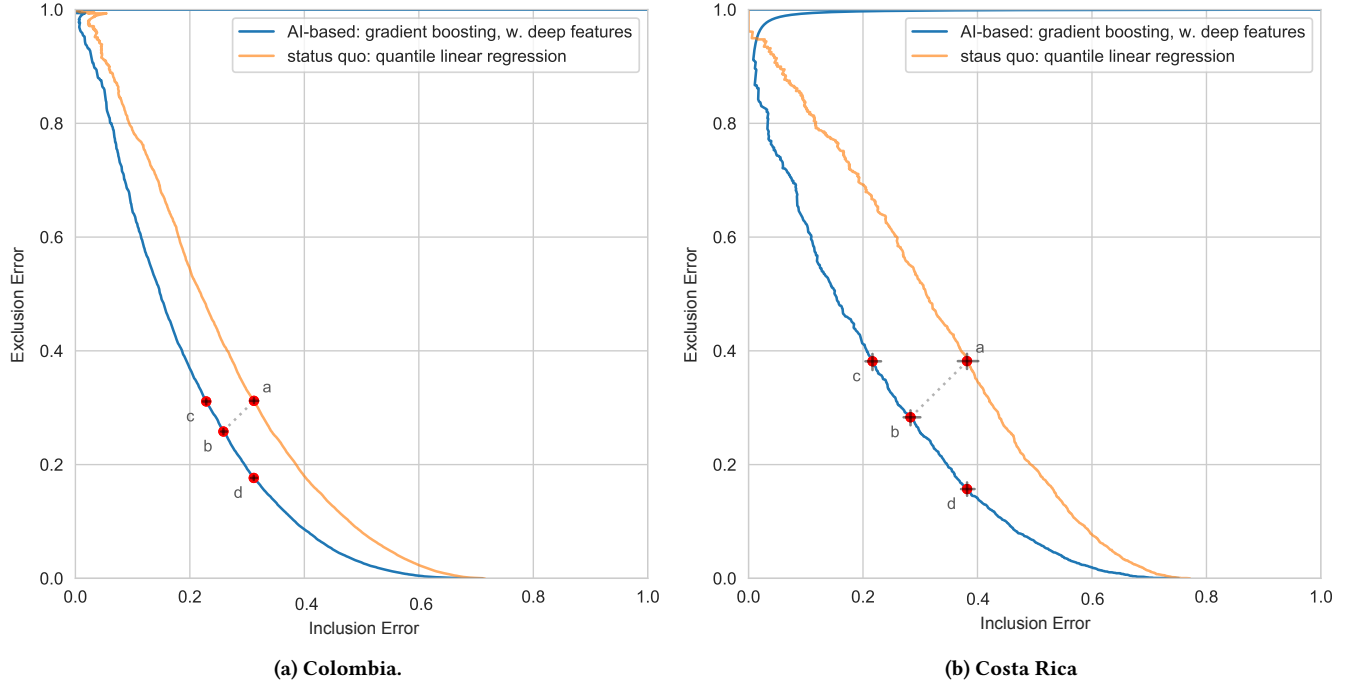 1.0
0.8
0.6
0.4
0.2
0.0
Exclusion Error
AI-based: gradient boosting, w. deep features
status quo: quantile linear regression
a
c
b
d
0.0
0.2
0.4
0.6
0.8
1.0
Inclusion Error
(a) Colombia.
1.0
0.8
0.6
0.4
0.2
0.0
Exclusion Error
AI-based: gradient boosting, w. deep features
staus quo: quantile linear regression
a
c
b
d
0.0
0.2
0.4
0.6
0.8
1.0
Inclusion Error
(b) Costa Rica